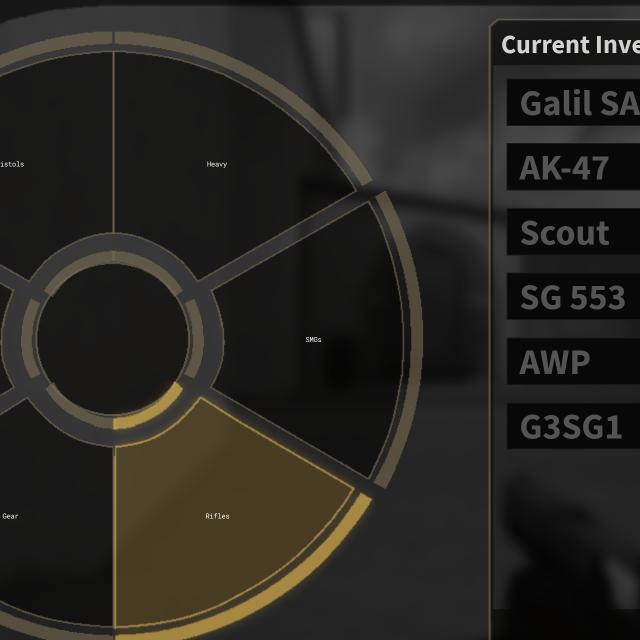 Current Inve
Galil SA
AK-47
Scout
SG 553
AWP
G3SG1
istols
Heavy
SMGs
Gear
Rifles